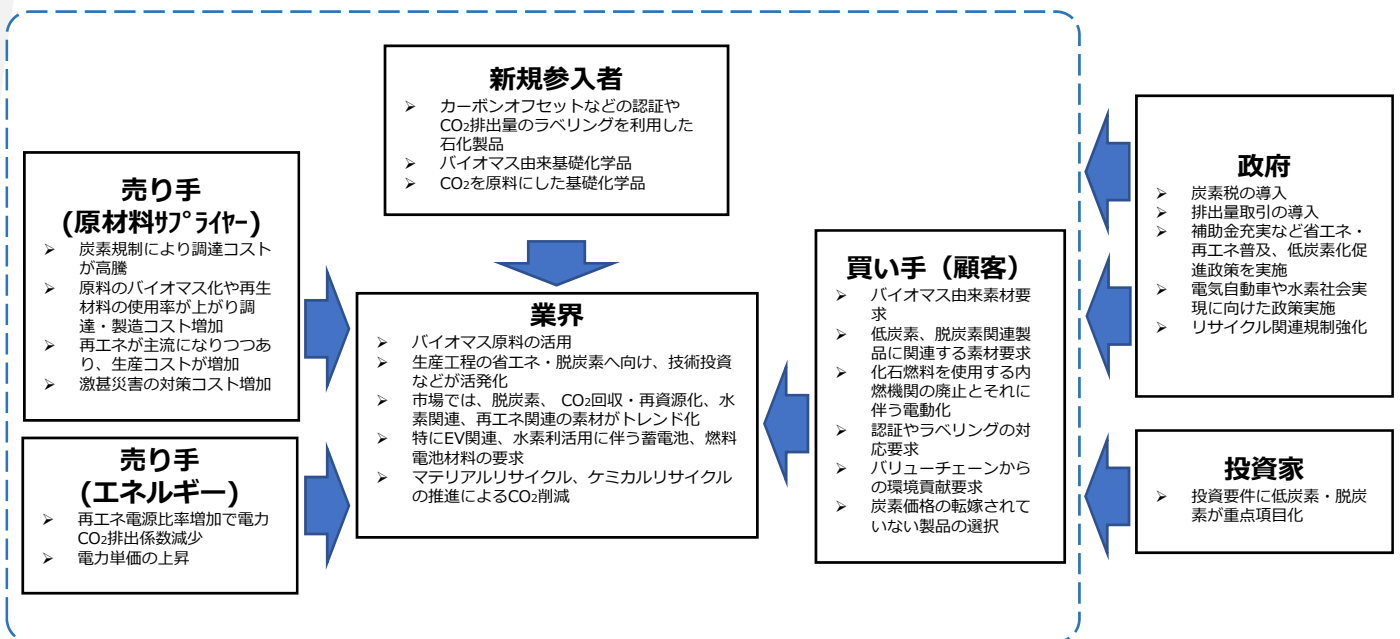 新規参入者
➢ カーボンオフセットなどの認証や
CO₂排出量のラベリングを利用した
石化製品
➢ バイオマス由来基礎化学品
➢ CO₂を原料にした基礎化学品
売り手
(原材料ｻﾌﾟﾗｲﾔｰ)
➢ 炭素規制により調達コスト
が高騰
➢ 原料のバイオマス化や再生
材料の使用率が上がり調
達・製造コスト増加
➢ 再エネが主流になりつつあ
り、生産コストが増加
➢ 激甚災害の対策コスト増加
売り手
(エネルギー)
➢ 再エネ電源比率増加で電力
CO₂排出係数減少
➢ 電力単価の上昇
業界
➢ バイオマス原料の活用
➢ 生産工程の省エネ・脱炭素へ向け、技術投資
などが活発化
➢ 市場では、脱炭素、 CO₂回収・再資源化、水
素関連、再エネ関連の素材がトレンド化
➢ 特にEV関連、水素利活用に伴う蓄電池、燃料
電池材料の要求
➢ マテリアルリサイクル、ケミカルリサイクル
の推進によるCO₂削減
買い手（顧客）
➢ バイオマス由来素材要
求
➢ 低炭素、脱炭素関連製
品に関連する素材要求
➢ 化石燃料を使用する内
燃機関の廃止とそれに
伴う電動化
➢ 認証やラベリングの対
応要求
➢ バリューチェーンから
の環境貢献要求
➢ 炭素価格の転嫁されて
いない製品の選択
政府
➢ 炭素税の導入
➢ 排出量取引の導入
➢ 補助金充実など省エネ・
再エネ普及、低炭素化促
進政策を実施
➢ 電気自動車や水素社会実
現に向けた政策実施
➢ リサイクル関連規制強化
投資家
➢ 投資要件に低炭素・脱炭
素が重点項目化